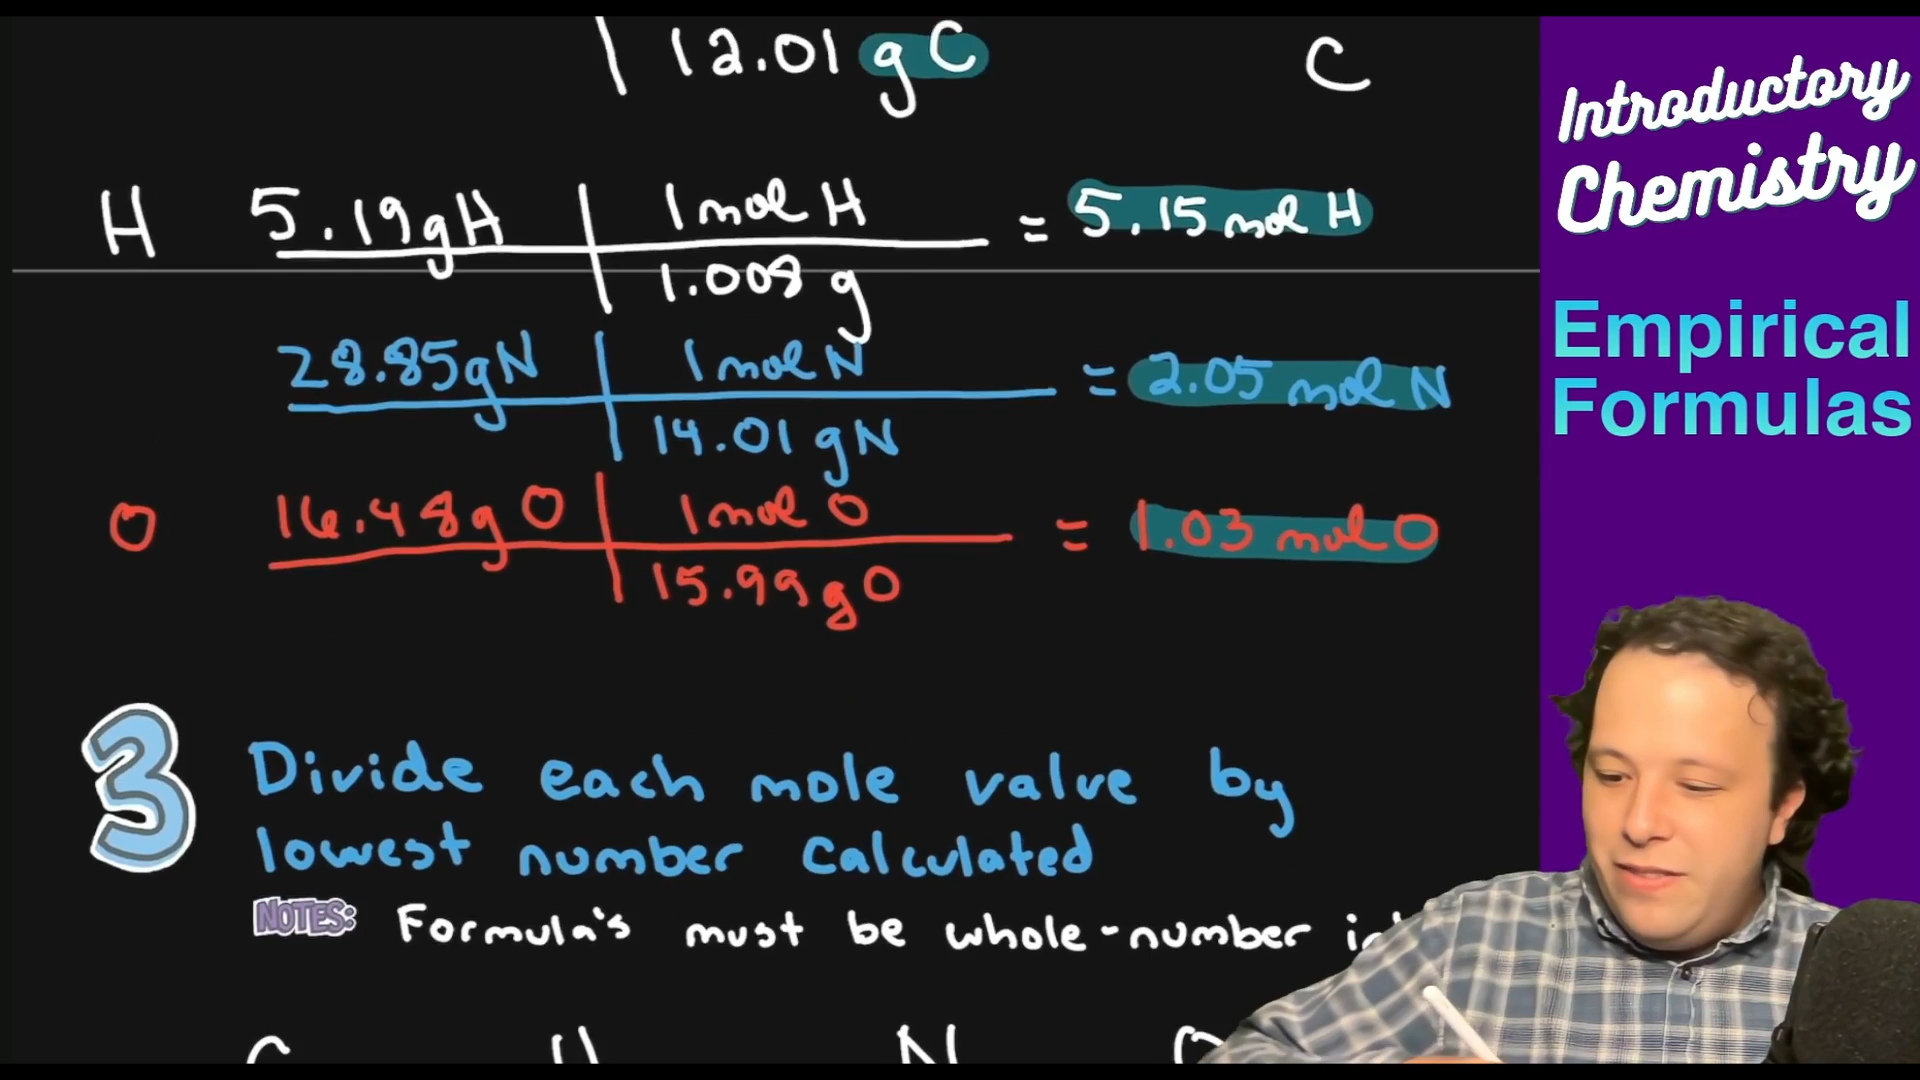 12.01 g C
C
H 5.19 g H 1 mol H = 5.15 mol H
1.008 g
28.85 g N 1 mol N = 2.05 mol N
14.01 g N
O 16.48 g O 1 mol O = 1.03 mol O
15.99 g O
3 Divide each mole value by
lowest number calculated
NOTES: Formula's must be whole-number
C H N O
Introductory
Chemistry
Empirical
Formulas